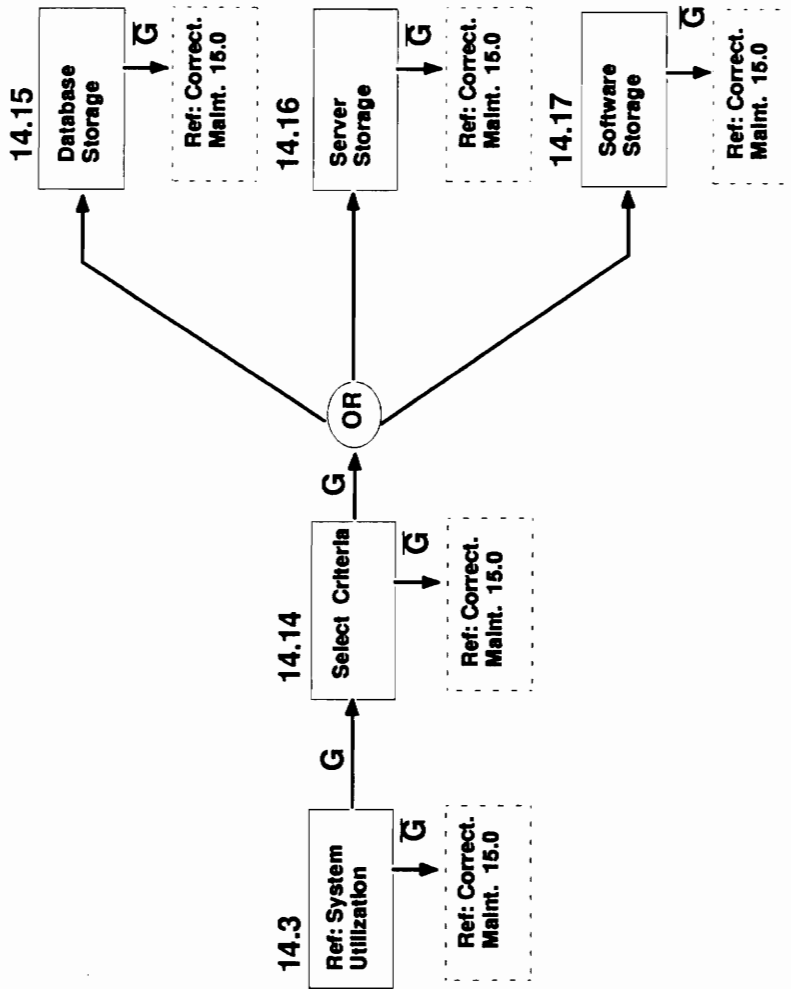 14.3
Ref: System
Utilization
G
G̅
Ref: Correct.
Maint. 15.0
14.14
Select Criteria
G
G̅
Ref: Correct.
Maint. 15.0
OR
14.15
Database
Storage
G̅
Ref: Correct.
Maint. 15.0
14.16
Server
Storage
G̅
Ref: Correct.
Maint. 15.0
14.17
Software
Storage
G̅
Ref: Correct.
Maint. 15.0